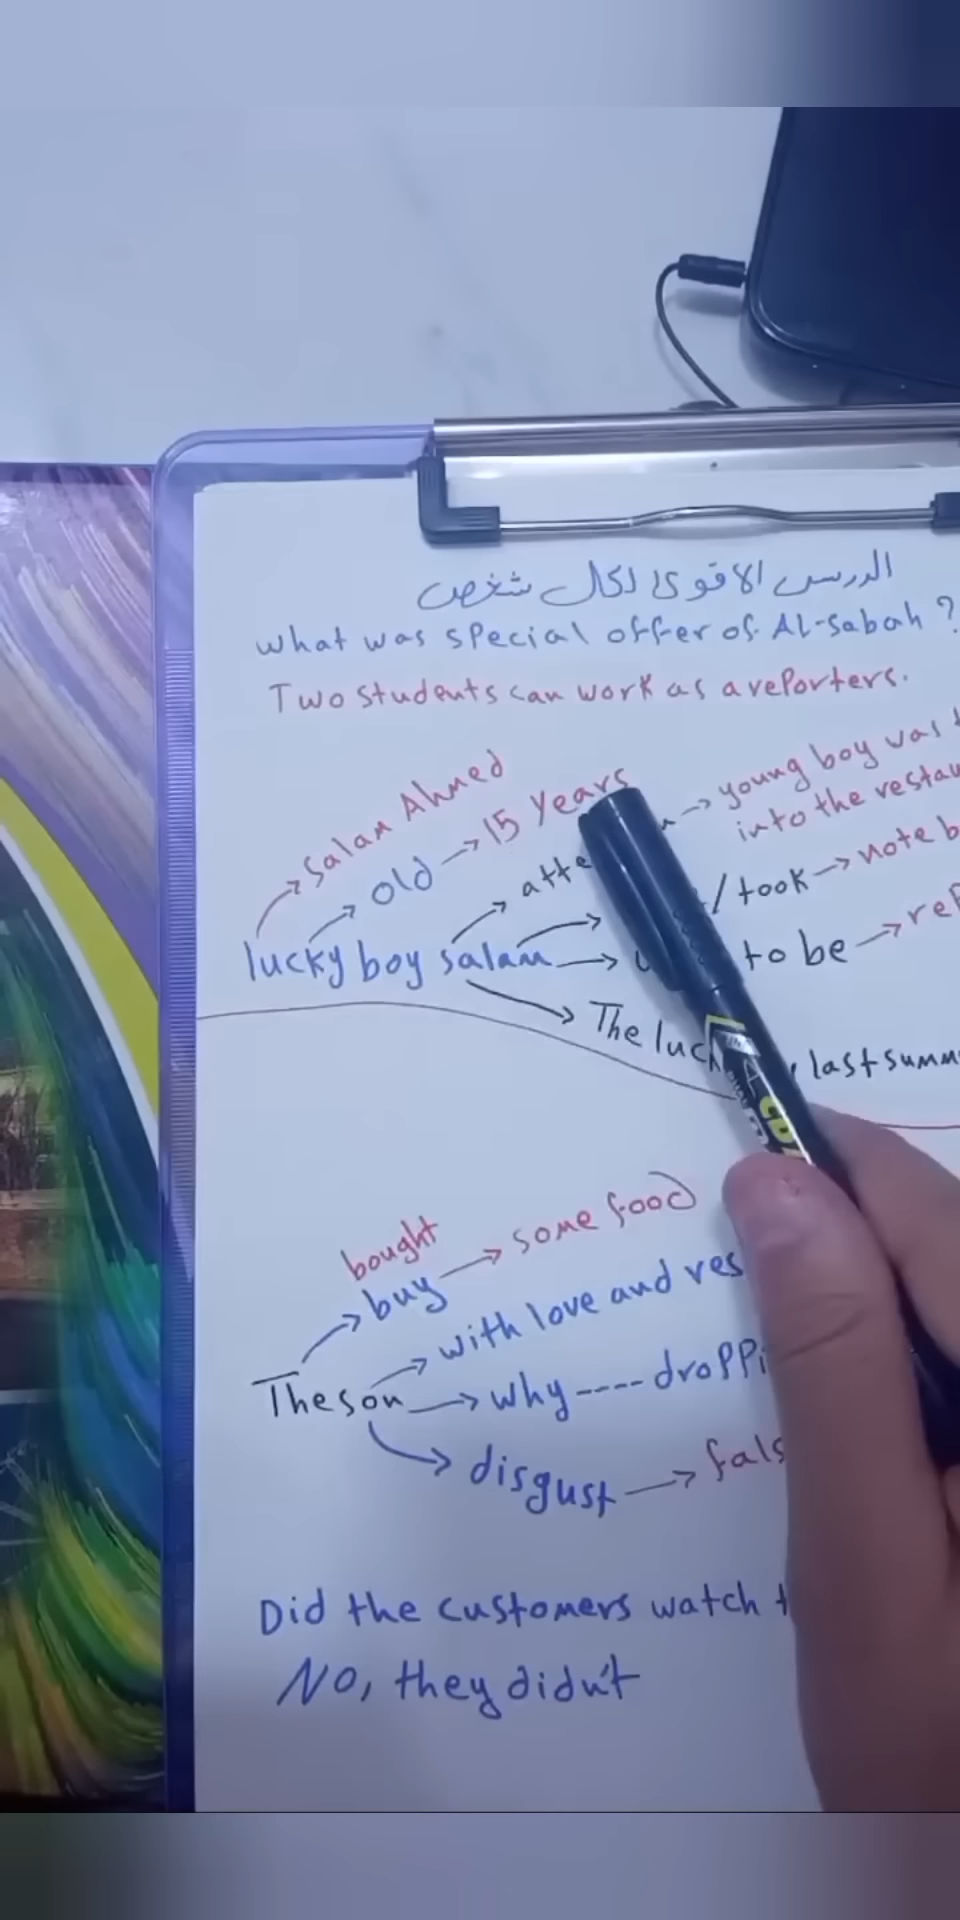 الدرس الاقوى لكل شخص
What was special offer of Al-Sabah ?
Two students can work as a reporters.
Salam Ahmed
old → 15 years
→ young boy was
into the restau
/ took → note b
to be → rep
lucky boy salam
The luck last summ
bought
buy → some food
with love and res
The son → why ---- droppi
disgust → fals
Did the customers watch t
No, they didn't